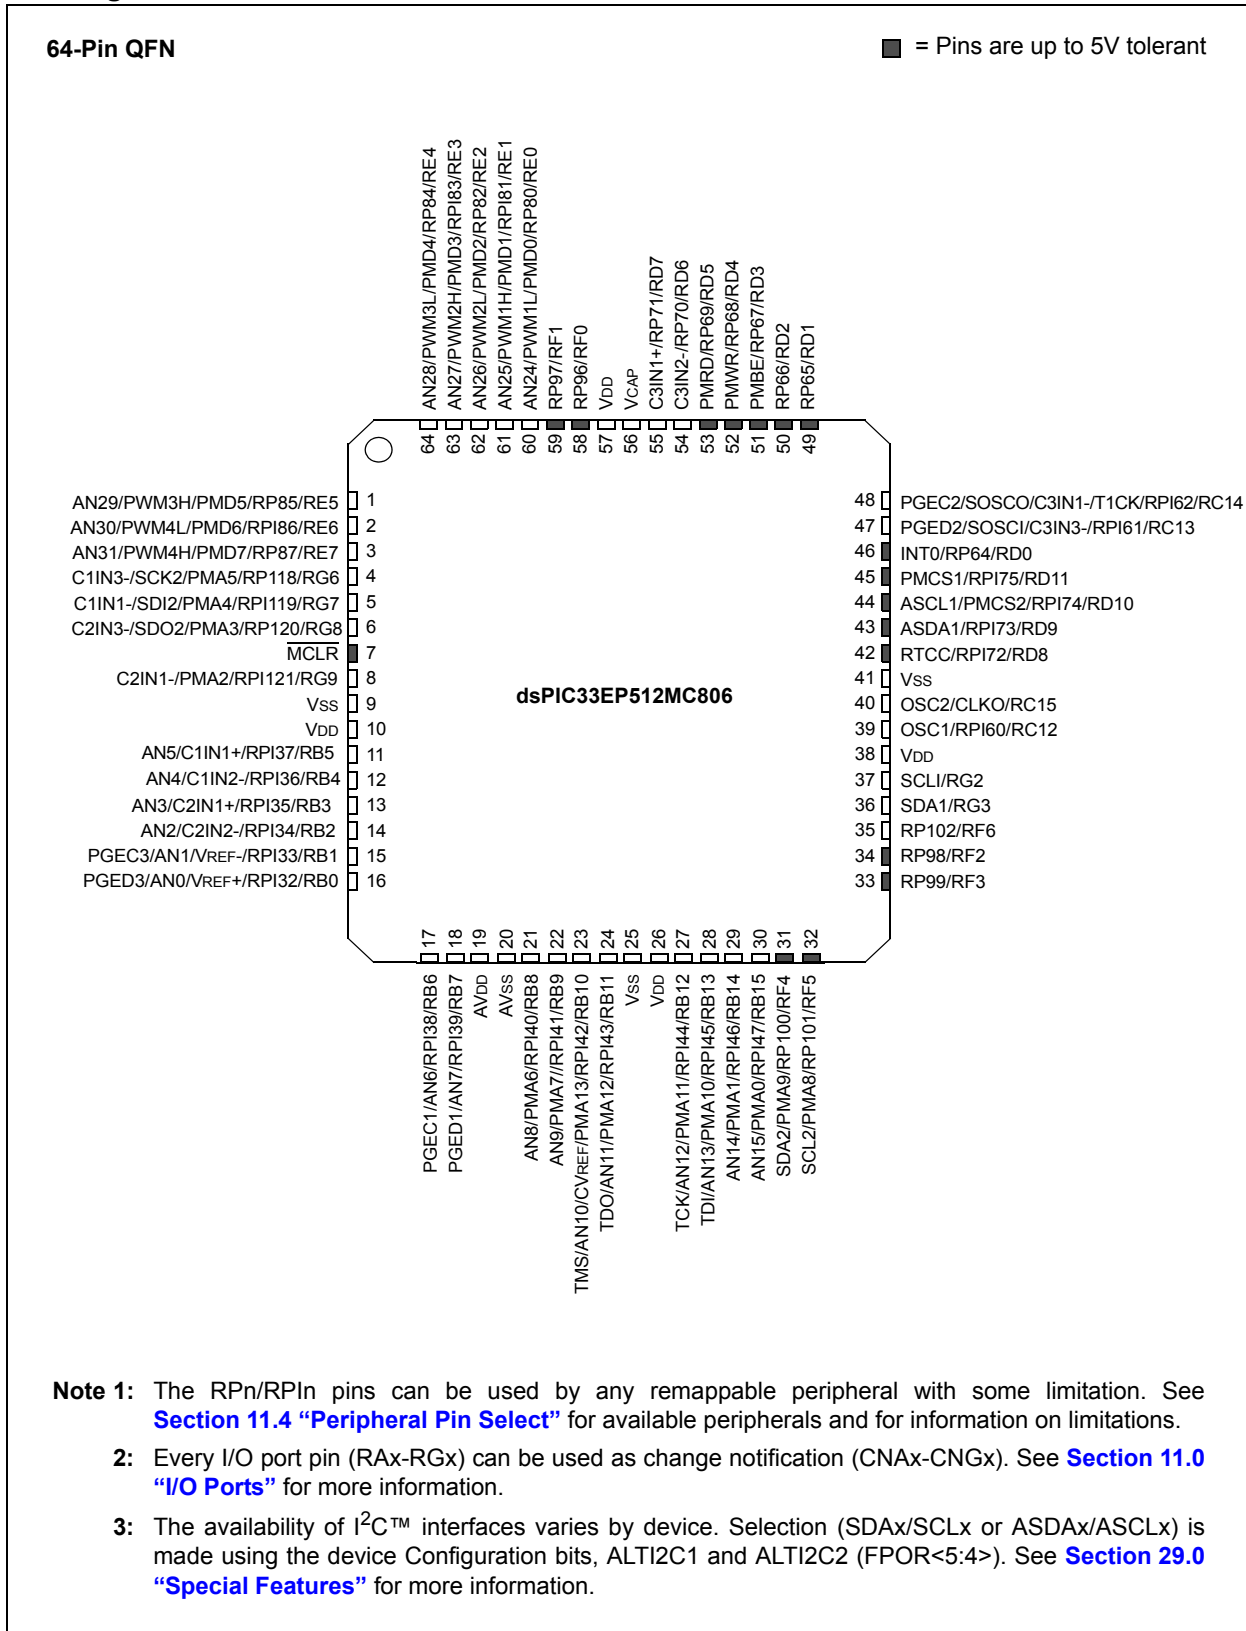 64-Pin QFN
= Pins are up to 5V tolerant
AN28/PWM3L/PMD4/RP84/RE4
AN27/PWM2H/PMD3/RPI83/RE3
AN26/PWM2L/PMD2/RP82/RE2
AN25/PWM1H/PMD1/RPI81/RE1
AN24/PWM1L/PMD0/RP80/RE0
RP97/RF1
RP96/RF0
VDD
VCAP
C3IN1+/RP71/RD7
C3IN2-/RP70/RD6
PMRD/RP69/RD5
PMWR/RP68/RD4
PMBE/RP67/RD3
RP66/RD2
RP65/RD1
64 63 62 61 60 59 58 57 56 55 54 53 52 51 50 49
AN29/PWM3H/PMD5/RP85/RE5 1
AN30/PWM4L/PMD6/RPI86/RE6 2
AN31/PWM4H/PMD7/RP87/RE7 3
C1IN3-/SCK2/PMA5/RP118/RG6 4
C1IN1-/SDI2/PMA4/RPI119/RG7 5
C2IN3-/SDO2/PMA3/RP120/RG8 6
MCLR 7
C2IN1-/PMA2/RPI121/RG9 8
VSS 9
VDD 10
AN5/C1IN1+/RPI37/RB5 11
AN4/C1IN2-/RPI36/RB4 12
AN3/C2IN1+/RPI35/RB3 13
AN2/C2IN2-/RPI34/RB2 14
PGEC3/AN1/VREF-/RPI33/RB1 15
PGED3/AN0/VREF+/RPI32/RB0 16
dsPIC33EP512MC806
48 PGEC2/SOSCO/C3IN1-/T1CK/RPI62/RC14
47 PGED2/SOSCI/C3IN3-/RPI61/RC13
46 INT0/RP64/RD0
45 PMCS1/RPI75/RD11
44 ASCL1/PMCS2/RPI74/RD10
43 ASDA1/RPI73/RD9
42 RTCC/RPI72/RD8
41 VSS
40 OSC2/CLKO/RC15
39 OSC1/RPI60/RC12
38 VDD
37 SCLI/RG2
36 SDA1/RG3
35 RP102/RF6
34 RP98/RF2
33 RP99/RF3
17 18 19 20 21 22 23 24 25 26 27 28 29 30 31 32
PGEC1/AN6/RPI38/RB6
PGED1/AN7/RPI39/RB7
AVDD
AVSS
AN8/PMA6/RPI40/RB8
AN9/PMA7//RPI41/RB9
TMS/AN10/CVREF/PMA13/RPI42/RB10
TDO/AN11/PMA12/RPI43/RB11
VSS
VDD
TCK/AN12/PMA11/RPI44/RB12
TDI/AN13/PMA10/RPI45/RB13
AN14/PMA1/RPI46/RB14
AN15/PMA0/RPI47/RB15
SDA2/PMA9/RP100/RF4
SCL2/PMA8/RP101/RF5
Note 1: The RPn/RPIn pins can be used by any remappable peripheral with some limitation. See
Section 11.4 “Peripheral Pin Select” for available peripherals and for information on limitations.
2: Every I/O port pin (RAx-RGx) can be used as change notification (CNAx-CNGx). See Section 11.0
“I/O Ports” for more information.
3: The availability of I2C™ interfaces varies by device. Selection (SDAx/SCLx or ASDAx/ASCLx) is
made using the device Configuration bits, ALTI2C1 and ALTI2C2 (FPOR<5:4>). See Section 29.0
“Special Features” for more information.